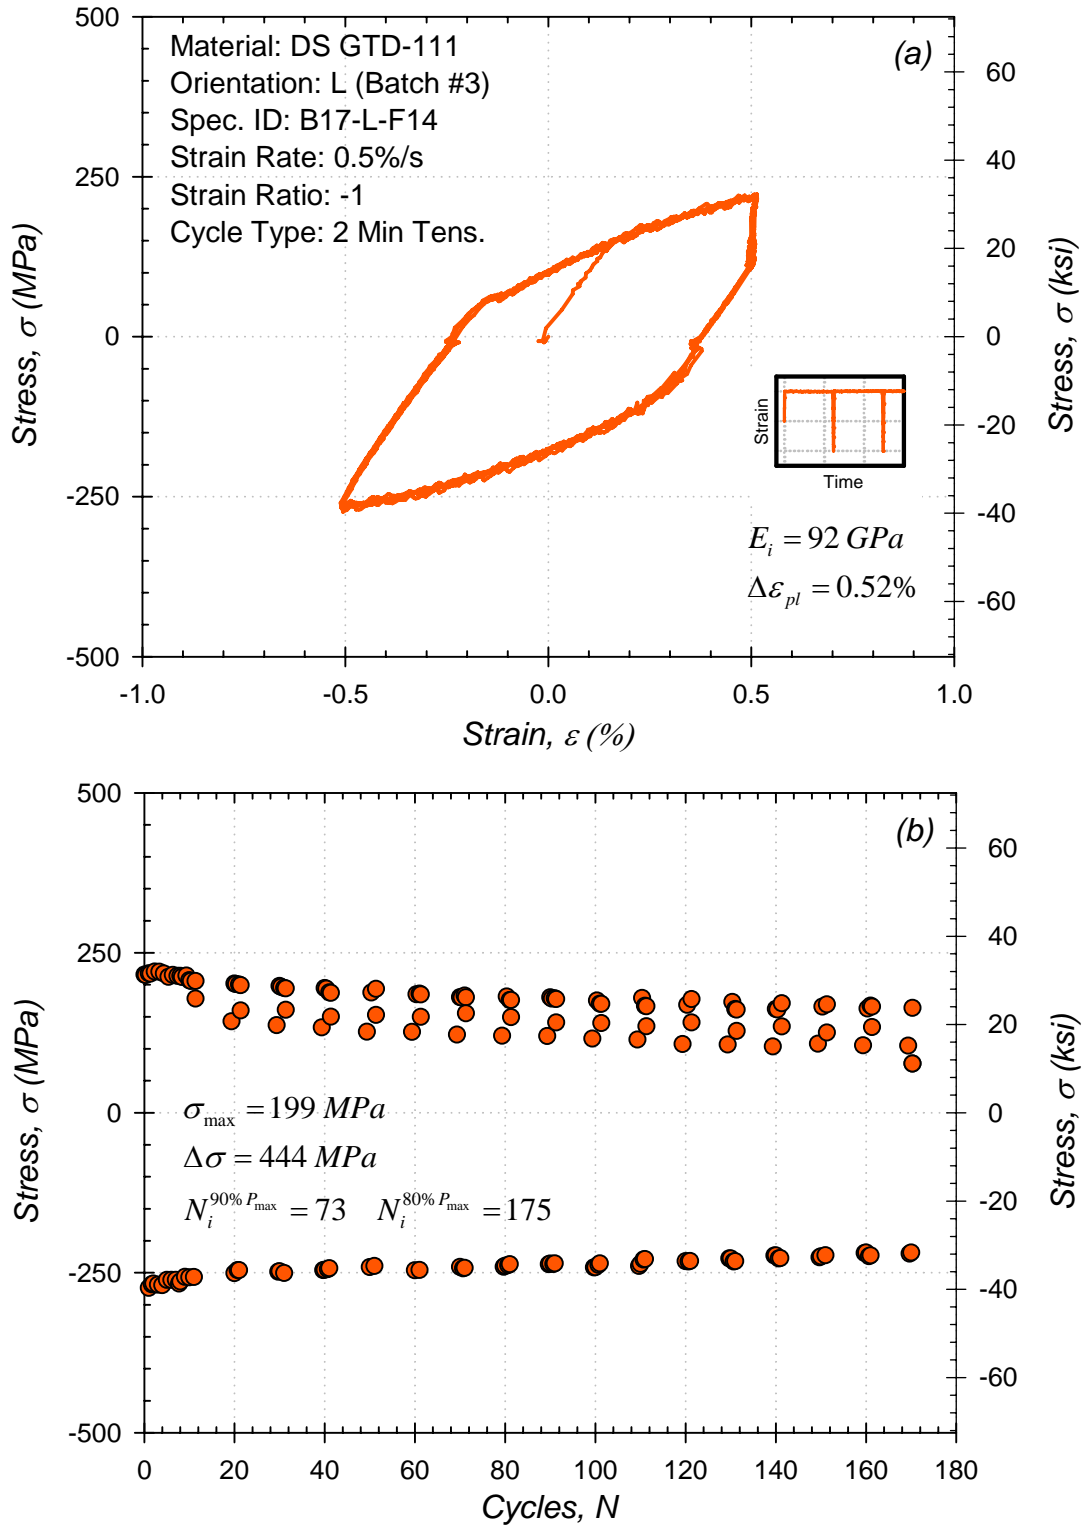 500
(a)
Material: DS GTD-111
Orientation: L (Batch #3)
Spec. ID: B17-L-F14
Strain Rate: 0.5%/s
Strain Ratio: -1
Cycle Type: 2 Min Tens.
250
0
-250
-500
Stress, σ (MPa)
60
40
20
0
-20
-40
-60
Stress, σ (ksi)
Strain
Time
E_i = 92 GPa
Δε_pl = 0.52%
-1.0 -0.5 0.0 0.5 1.0
Strain, ε (%)
500
(b)
250
0
-250
-500
Stress, σ (MPa)
60
40
20
0
-20
-40
-60
Stress, σ (ksi)
σ_max = 199 MPa
Δσ = 444 MPa
N_i^90% P_max = 73 N_i^80% P_max = 175
0 20 40 60 80 100 120 140 160 180
Cycles, N